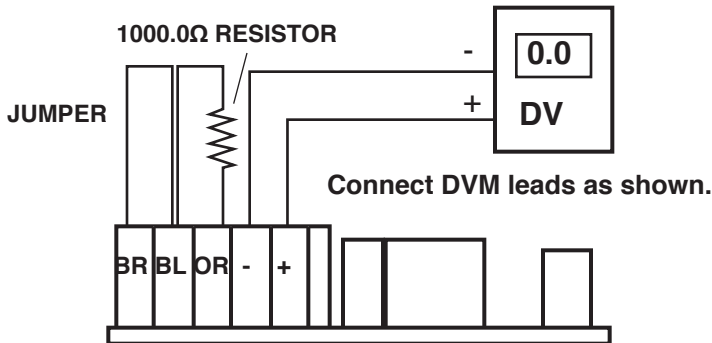 1000.0Ω RESISTOR
- 0.0
JUMPER
+ DV
Connect DVM leads as shown.
BR BL OR - +